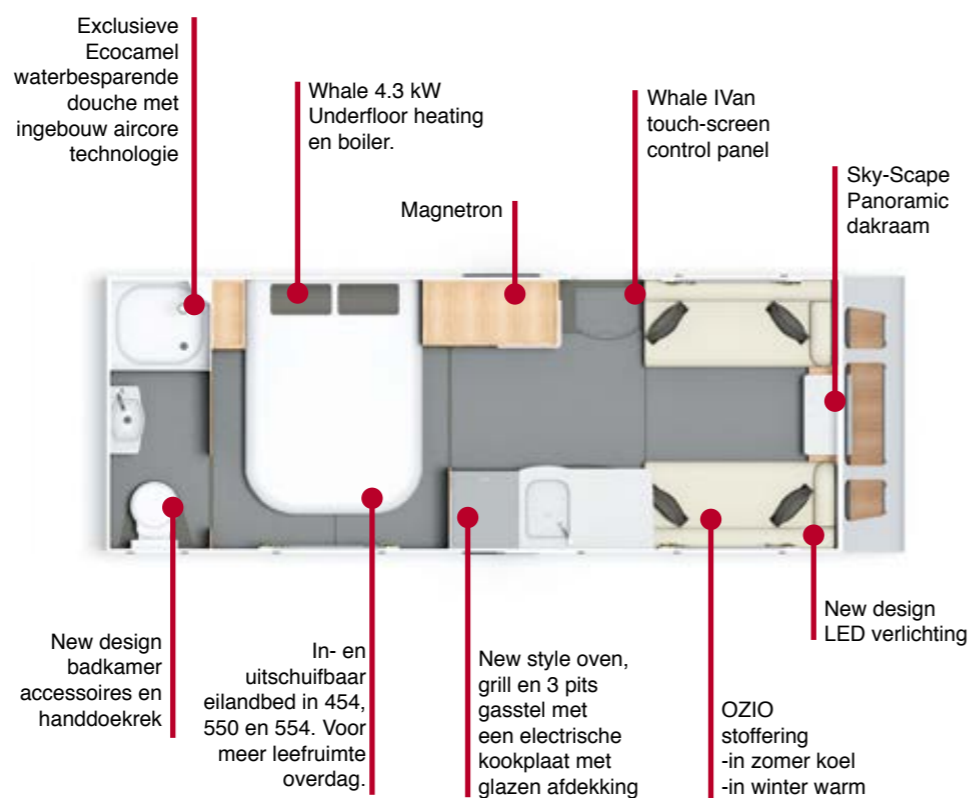 Exclusieve
Ecocamel
waterbesparende
douche met
ingebouw aircore
technologie
Whale 4.3 kW
Underfloor heating
en boiler.
Magnetron
Whale IVan
touch-screen
control panel
Sky-Scape
Panoramic
dakraam
New design
badkamer
accessoires en
handdoekrek
In- en
uitschuifbaar
eilandbed in 454,
550 en 554. Voor
meer leefruimte
overdag.
New style oven,
grill en 3 pits
gasstel met
een electrische
kookplaat met
glazen afdekking
OZIO
stoffering
-in zomer koel
-in winter warm
New design
LED verlichting